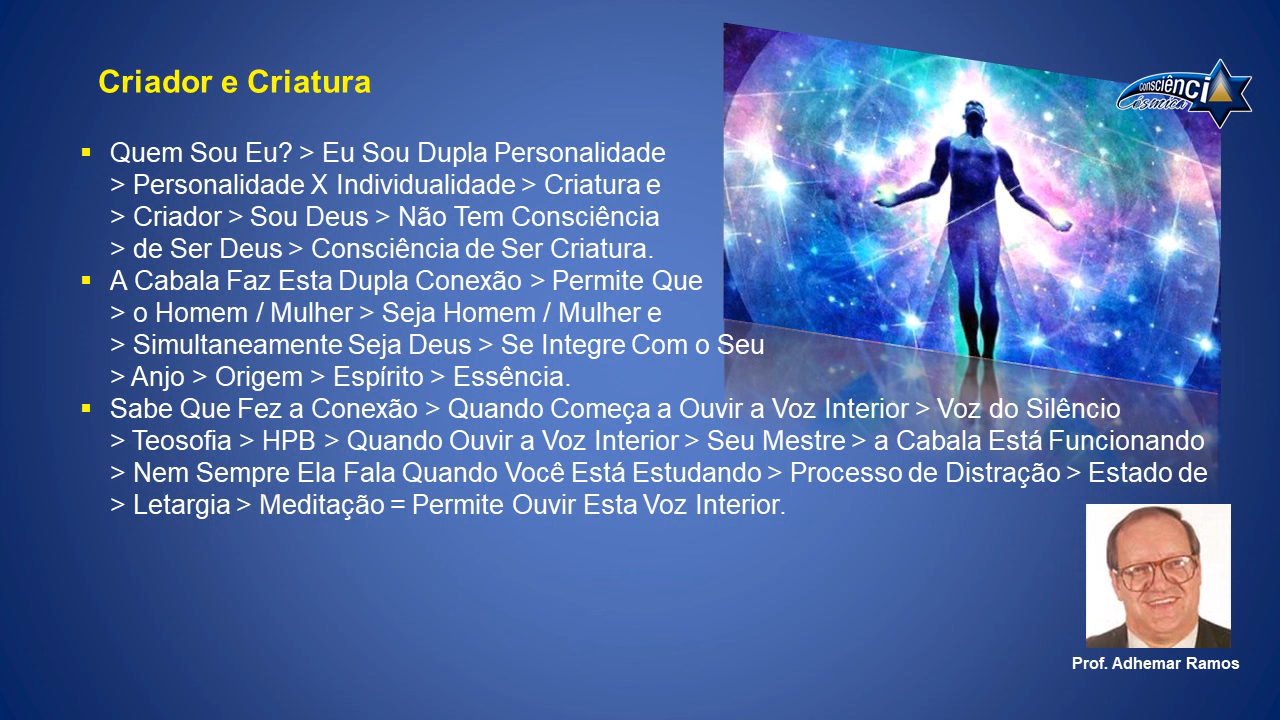 Criador e Criatura
Consciênci
Cósmica
▪ Quem Sou Eu? > Eu Sou Dupla Personalidade
> Personalidade X Individualidade > Criatura e
> Criador > Sou Deus > Não Tem Consciência
> de Ser Deus > Consciência de Ser Criatura.
▪ A Cabala Faz Esta Dupla Conexão > Permite Que
> o Homem / Mulher > Seja Homem / Mulher e
> Simultaneamente Seja Deus > Se Integre Com o Seu
> Anjo > Origem > Espírito > Essência.
▪ Sabe Que Fez a Conexão > Quando Começa a Ouvir a Voz Interior > Voz do Silêncio
> Teosofia > HPB > Quando Ouvir a Voz Interior > Seu Mestre > a Cabala Está Funcionando
> Nem Sempre Ela Fala Quando Você Está Estudando > Processo de Distração > Estado de
> Letargia > Meditação = Permite Ouvir Esta Voz Interior.
Prof. Adhemar Ramos